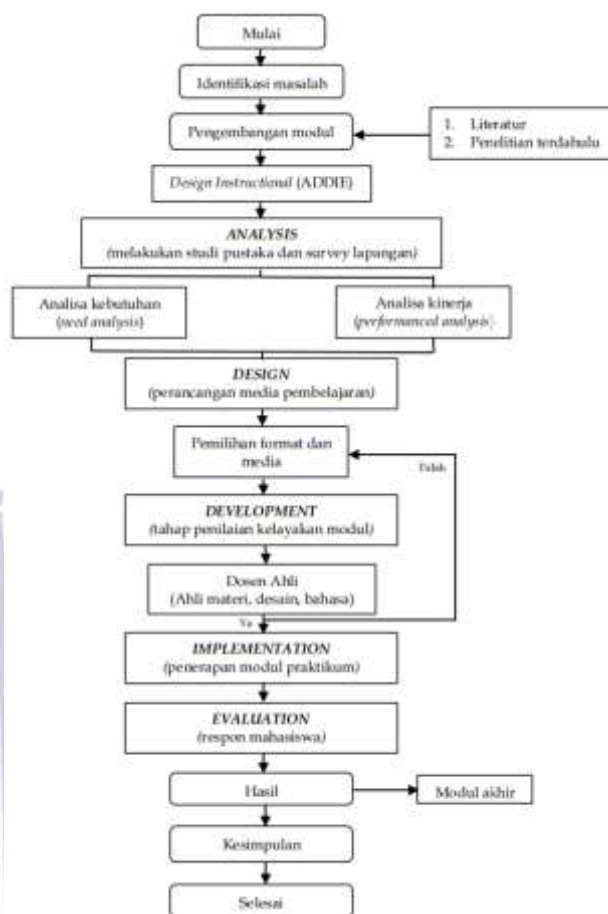 Mulai
Identifikasi masalah
Pengembangan modul
1. Literatur
2. Penelitian terdahulu
Design Instructional (ADDIE)
ANALYSIS
(melakukan studi pustaka dan survey lapangan)
Analisa kebutuhan
(need analysis)
Analisa kinerja
(performanced analysis).
DESIGN
(perancangan media pembelajaran)
Pemilihan format dan
media
Tidak
DEVELOPMENT
(tahap penilaian kelayakan modul)
Dosen Ahli
(Ahli materi, desain, bahasa)
Ya
IMPLEMENTATION
(penerapan modul praktikum)
EVALUATION
(respon mahasiswa)
Hasil
Modul akhir
Kesimpulan
Selesai